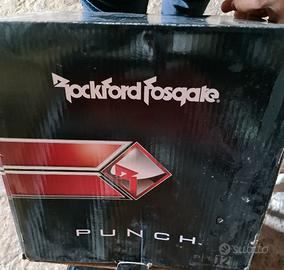 Rockford Fosgate®
R
PUNCH
subito